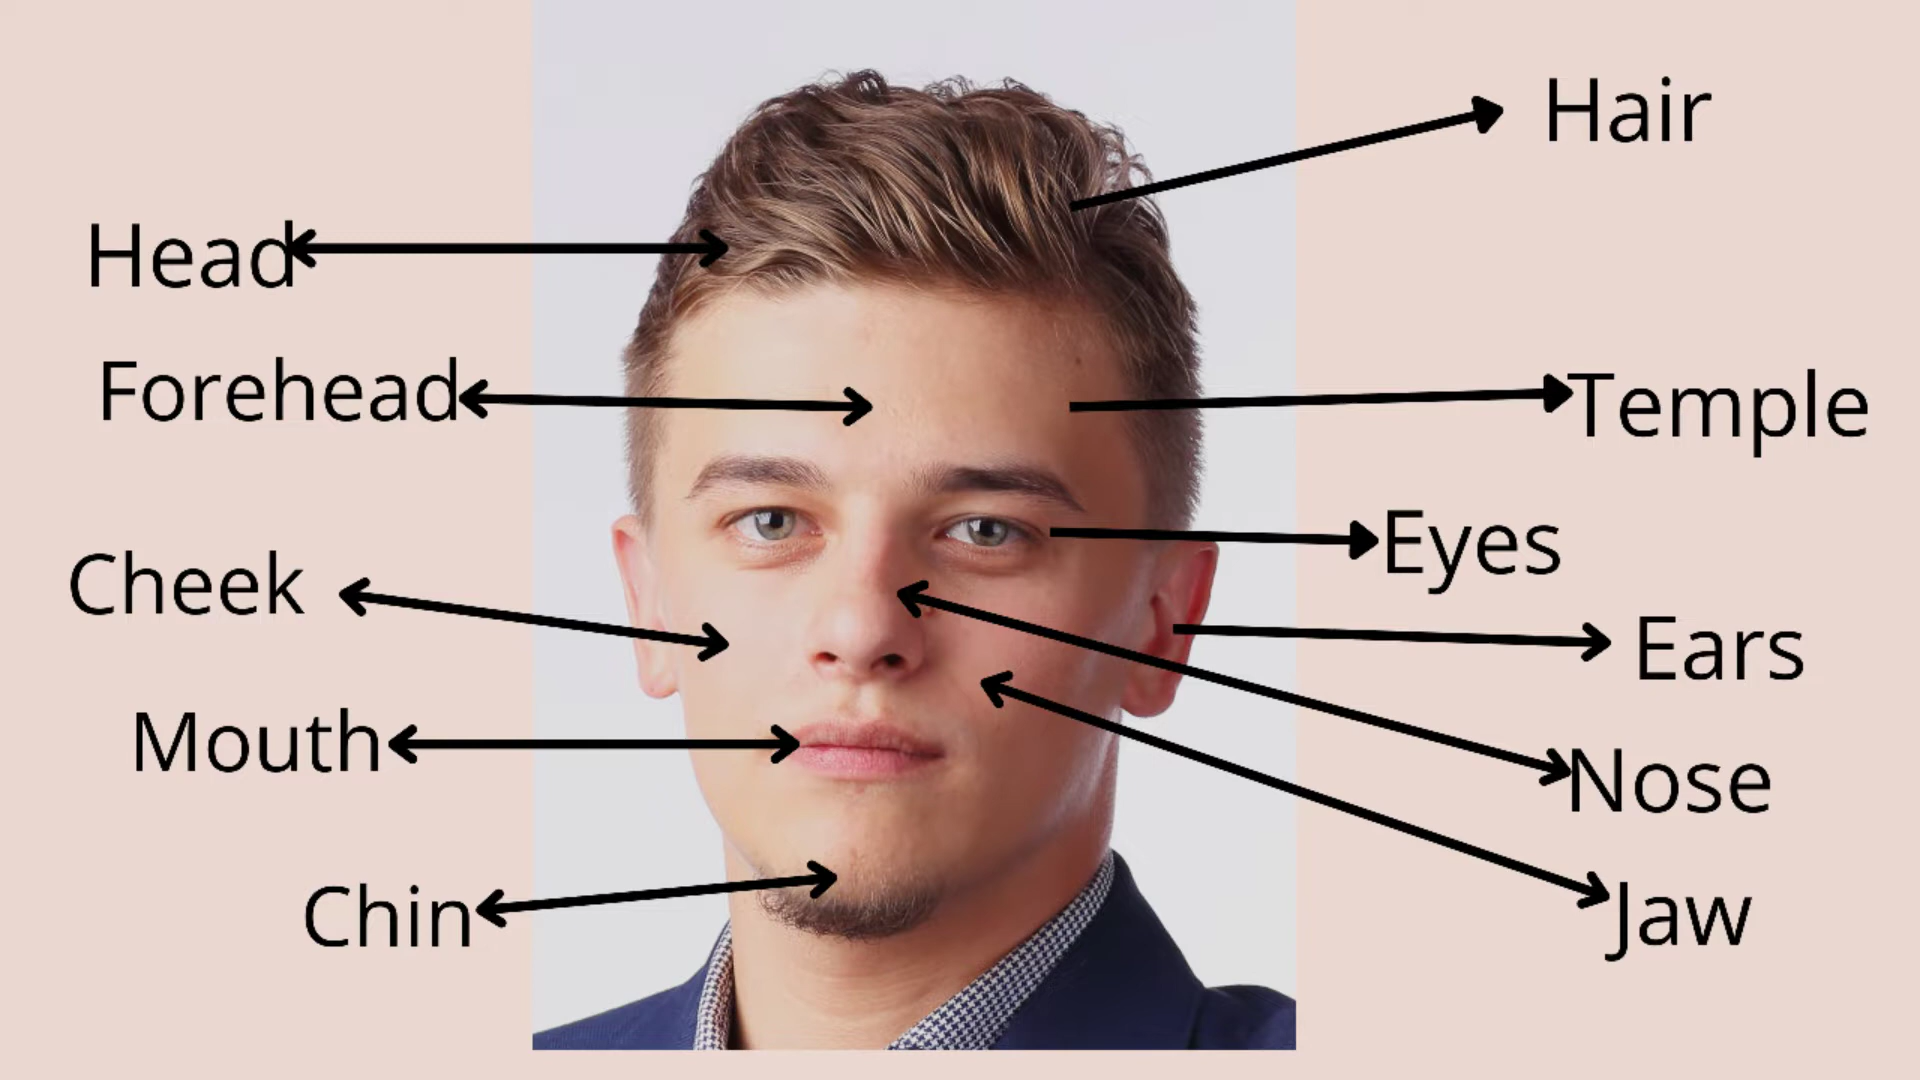 Hair
Head
Forehead
Temple
Eyes
Cheek
Ears
Mouth
Nose
Chin
Jaw